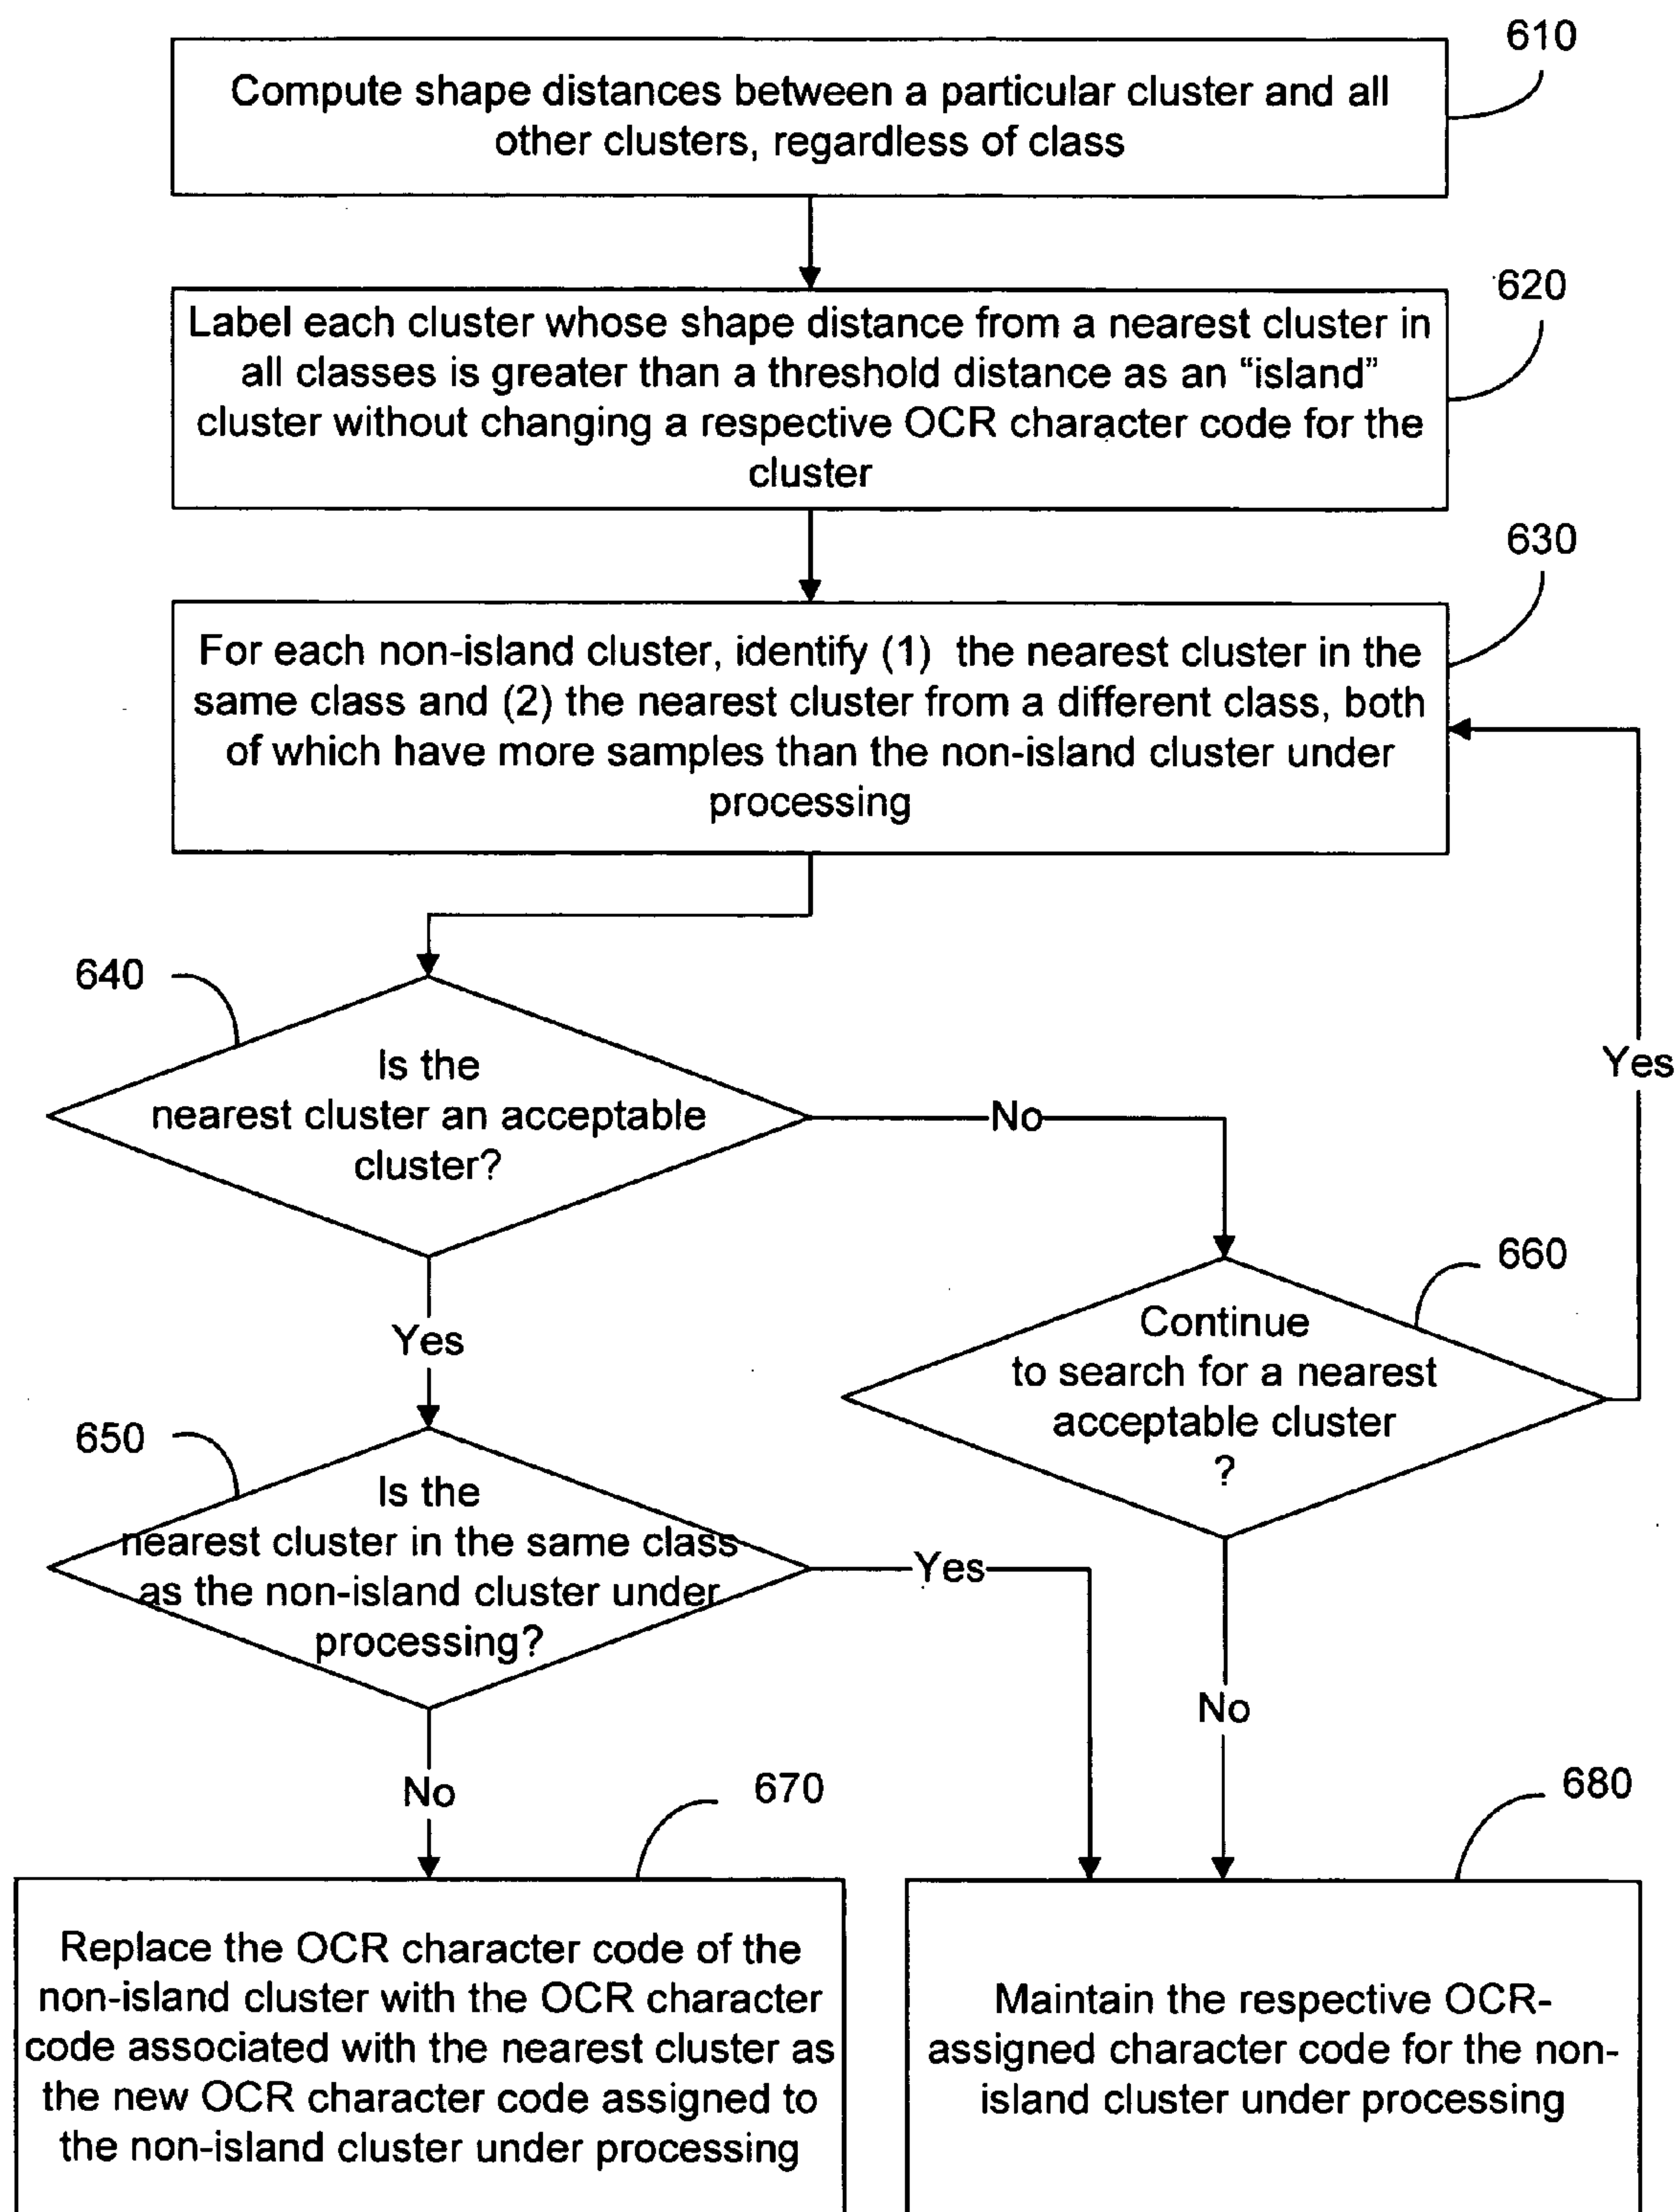 610
Compute shape distances between a particular cluster and all
other clusters, regardless of class
620
Label each cluster whose shape distance from a nearest cluster in
all classes is greater than a threshold distance as an “island”
cluster without changing a respective OCR character code for the
cluster
630
For each non-island cluster, identify (1) the nearest cluster in the
same class and (2) the nearest cluster from a different class, both
of which have more samples than the non-island cluster under
processing
640
Is the
nearest cluster an acceptable
cluster?
No
Yes
Yes
660
Continue
to search for a nearest
acceptable cluster
?
650
Is the
nearest cluster in the same class
as the non-island cluster under
processing?
Yes
No
No
670
Replace the OCR character code of the
non-island cluster with the OCR character
code associated with the nearest cluster as
the new OCR character code assigned to
the non-island cluster under processing
680
Maintain the respective OCR-
assigned character code for the non-
island cluster under processing